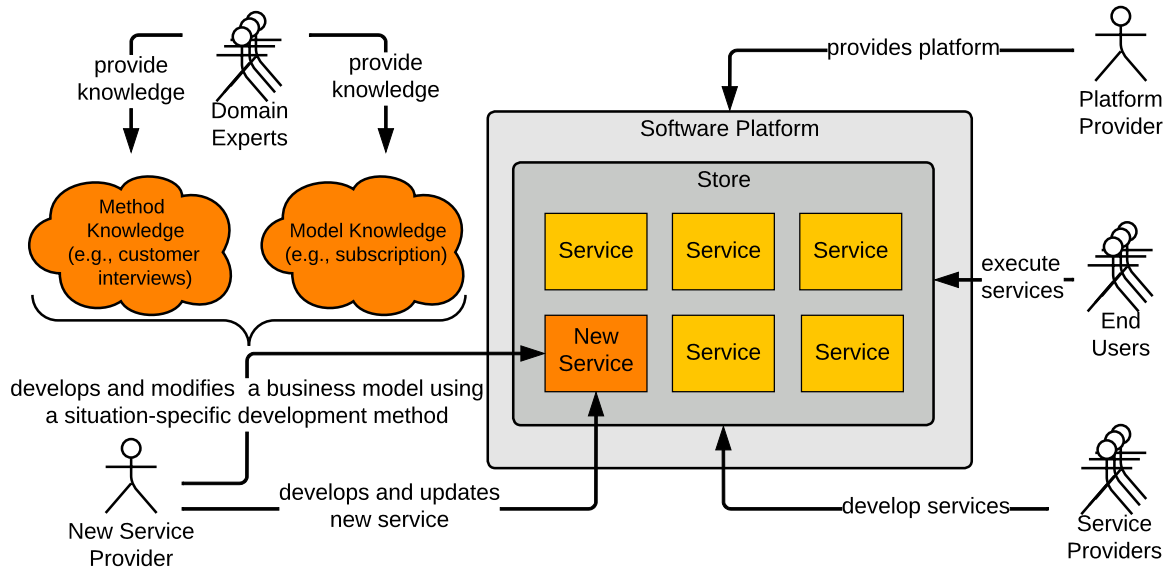 provide
knowledge
Domain
Experts
provide
knowledge
provides platform
Platform
Provider
Software Platform
Store
Method
Knowledge
(e.g., customer
interviews)
Model Knowledge
(e.g., subscription)
Service
Service
Service
execute
services
End
Users
New
Service
Service
Service
develops and modifies  a business model using
a situation-specific development method
New Service
Provider
develops and updates
new service
develop services
Service
Providers